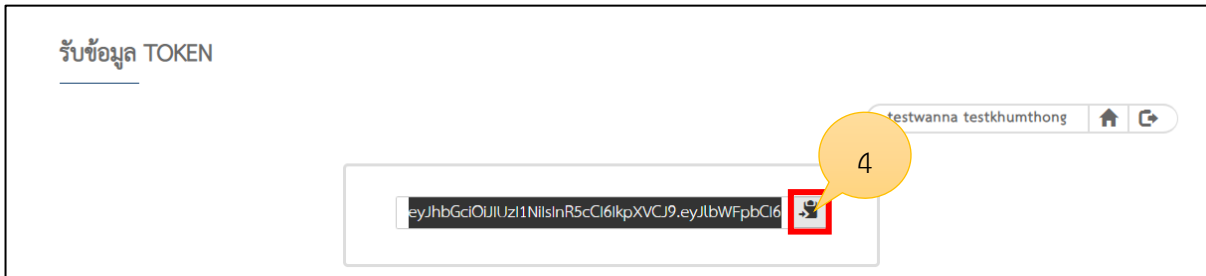 รับข้อมูล TOKEN
testwanna testkhumthong
4
eyJhbGciOiJIUzI1NiIsInR5cCI6IkpXVCJ9.eyJlbWFpbCI6